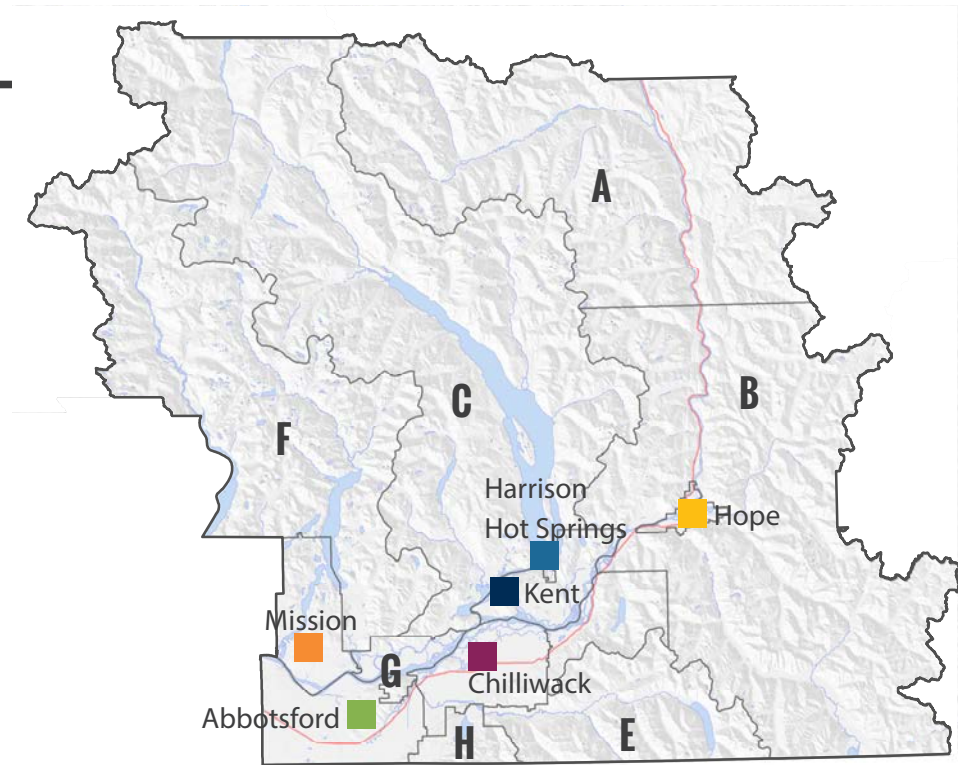 A
B
C
F
Harrison
Hot Springs
Hope
Kent
Mission
G
Chilliwack
Abbotsford
H
E